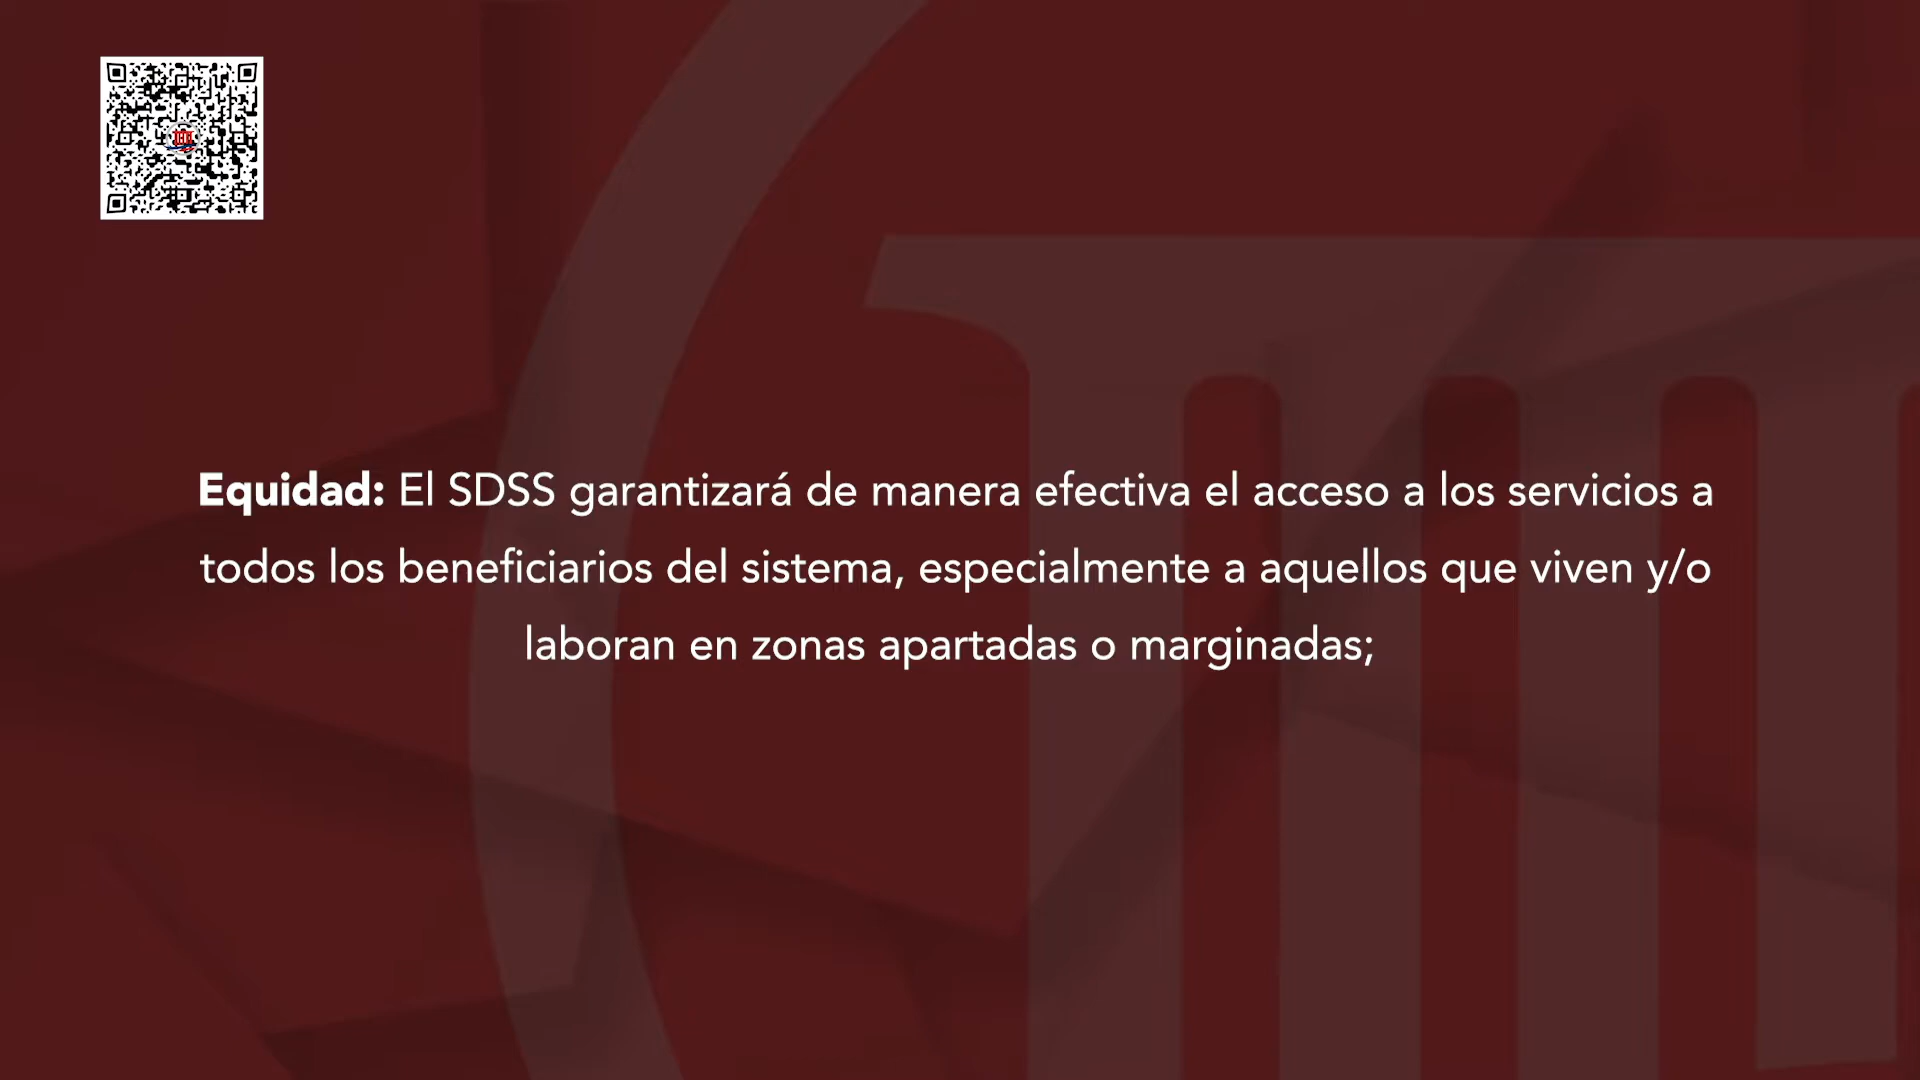 Equidad: El SDSS garantizará de manera efectiva el acceso a los servicios a
todos los beneficiarios del sistema, especialmente a aquellos que viven y/o
laboran en zonas apartadas o marginadas;